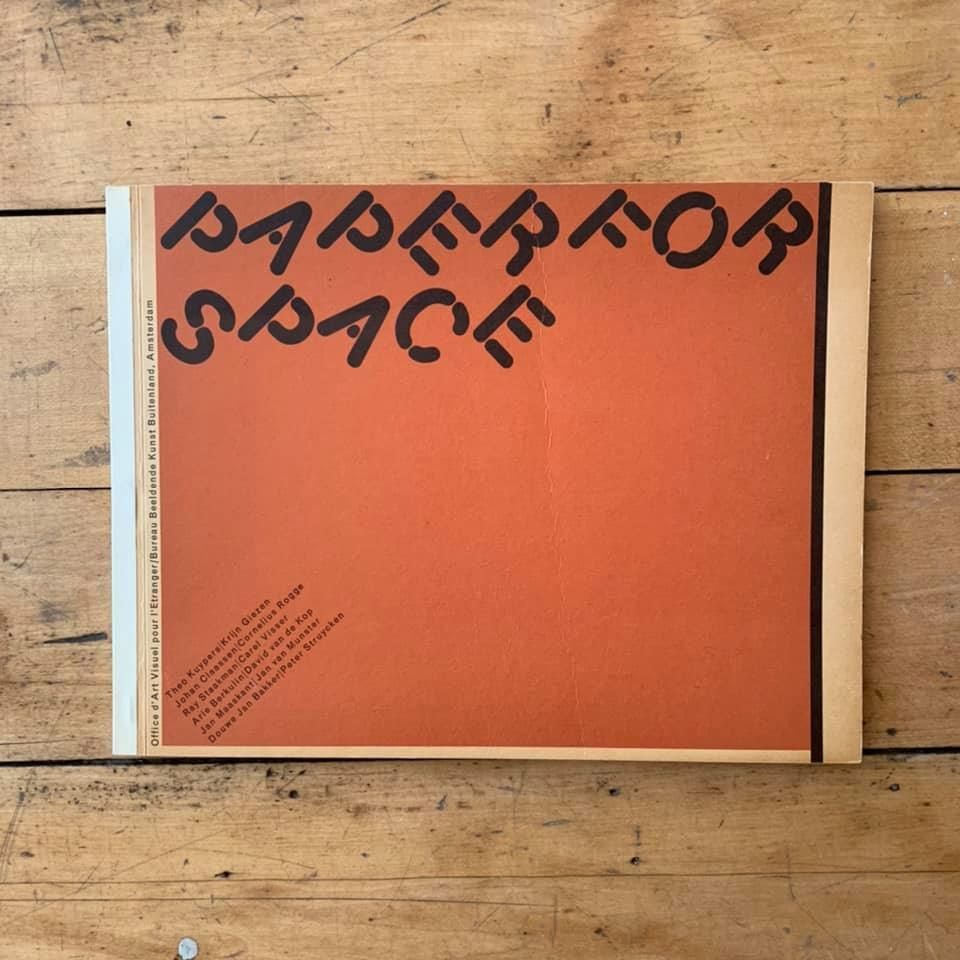 PAPER FOR
SPACE
Office d'Art Visuel pour l'Etranger/Bureau Beeldende Kunst Buitenland, Amsterdam
Theo Kuypers|Krijn Giezen
Johan Claassen|Cornelius Rogge
Ray Staakman|Carel Visser
Arie Berkulin|David van de Kop
Jan Maaskant|Jan van Munster
Douwe Jan Bakker|Peter Struycken